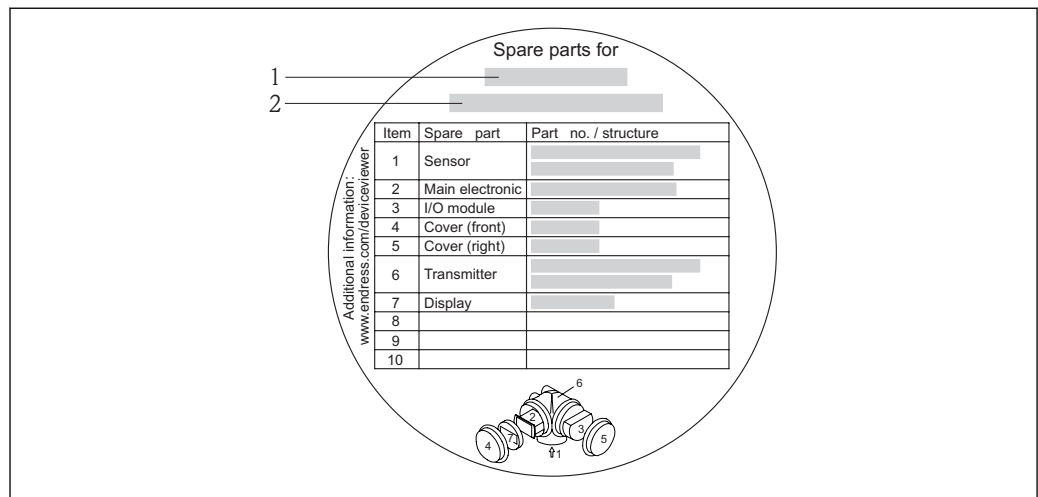 Spare parts for
1
2
Additional information:
www.endress.com/deviceviewer
Item Spare part Part no. / structure
1 Sensor
2 Main electronic
3 I/O module
4 Cover (front)
5 Cover (right)
6 Transmitter
7 Display
8
9
10
6
2
3
7
4
5
1